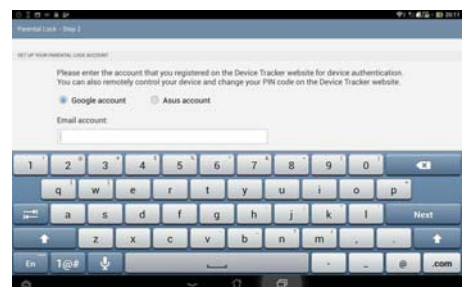 20:11
Parental Lock - Step 2
SET UP YOUR PARENTAL LOCK ACCOUNT
Please enter the account that you registered on the Device Tracker website for device authentication.
You can also remotely control your device and change your PIN code on the Device Tracker website.
Google account Asus account
Email account:
1 2 3 4 5 6 7 8 9 0
q w e r t y u i o p
a s d f g h j k l Next
z x c v b n m , .
En 1@# - _ @ .com